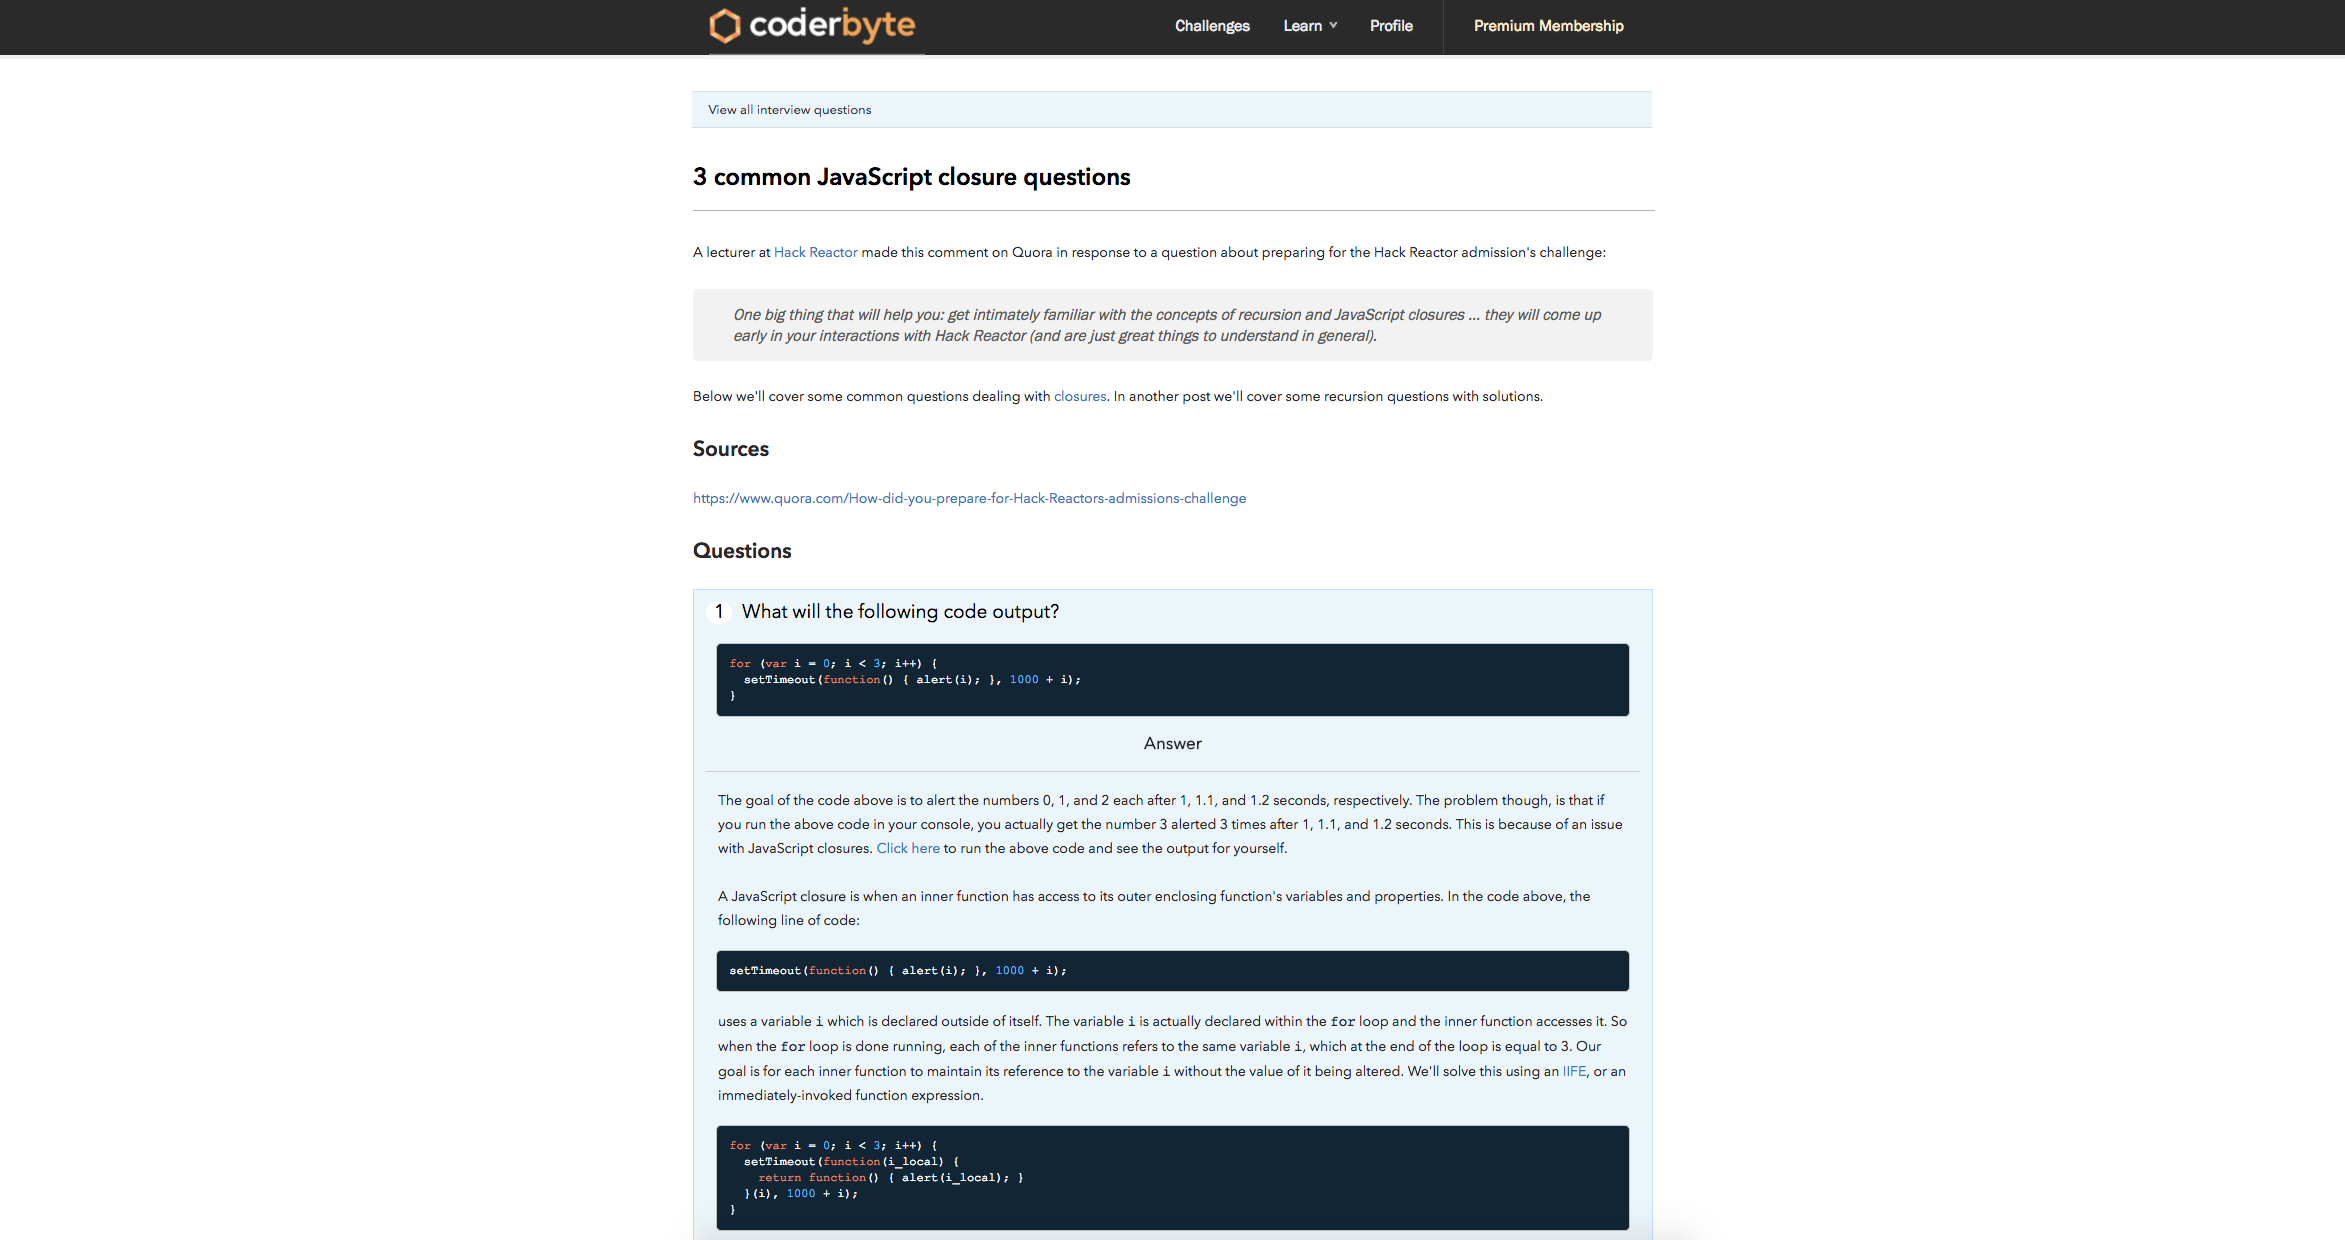 coderbyte
Challenges Learn Profile Premium Membership
View all interview questions
3 common JavaScript closure questions
A lecturer at Hack Reactor made this comment on Quora in response to a question about preparing for the Hack Reactor admission's challenge:
One big thing that will help you: get intimately familiar with the concepts of recursion and JavaScript closures ... they will come up
early in your interactions with Hack Reactor (and are just great things to understand in general).
Below we'll cover some common questions dealing with closures. In another post we'll cover some recursion questions with solutions.
Sources
https://www.quora.com/How-did-you-prepare-for-Hack-Reactors-admissions-challenge
Questions
1 What will the following code output?
for (var i = 0; i < 3; i++) {
  setTimeout(function() { alert(i); }, 1000 + i);
}
Answer
The goal of the code above is to alert the numbers 0, 1, and 2 each after 1, 1.1, and 1.2 seconds, respectively. The problem though, is that if
you run the above code in your console, you actually get the number 3 alerted 3 times after 1, 1.1, and 1.2 seconds. This is because of an issue
with JavaScript closures. Click here to run the above code and see the output for yourself.
A JavaScript closure is when an inner function has access to its outer enclosing function's variables and properties. In the code above, the
following line of code:
setTimeout(function() { alert(i); }, 1000 + i);
uses a variable i which is declared outside of itself. The variable i is actually declared within the for loop and the inner function accesses it. So
when the for loop is done running, each of the inner functions refers to the same variable i, which at the end of the loop is equal to 3. Our
goal is for each inner function to maintain its reference to the variable i without the value of it being altered. We'll solve this using an IIFE, or an
immediately-invoked function expression.
for (var i = 0; i < 3; i++) {
  setTimeout(function(i_local) {
    return function() { alert(i_local); }
  }(i), 1000 + i);
}